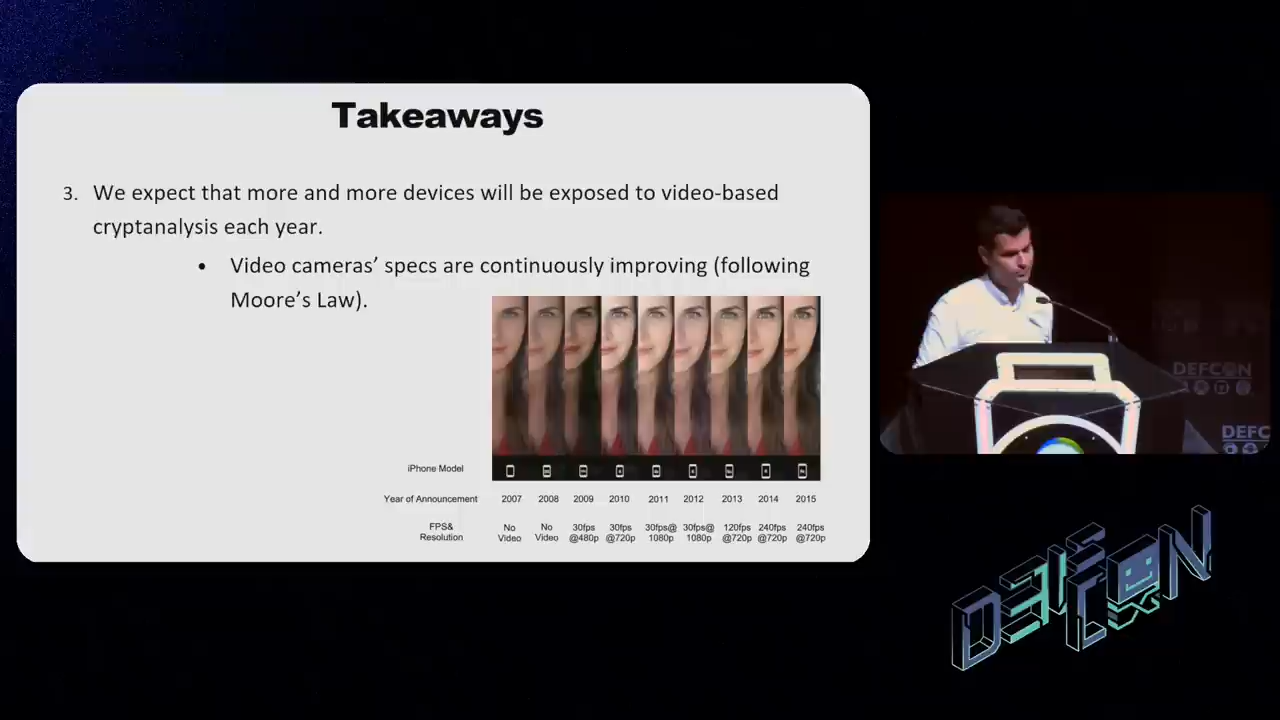 Takeaways
3. We expect that more and more devices will be exposed to video-based
cryptanalysis each year.
• Video cameras’ specs are continuously improving (following
Moore’s Law).
iPhone Model
Year of Announcement 2007 2008 2009 2010 2011 2012 2013 2014 2015
FPS& No No 30fps 30fps 30fps@ 30fps@ 120fps 240fps 240fps
Resolution Video Video @480p @720p 1080p 1080p @720p @720p @720p
DEFCON
DEFC
DEF
CON